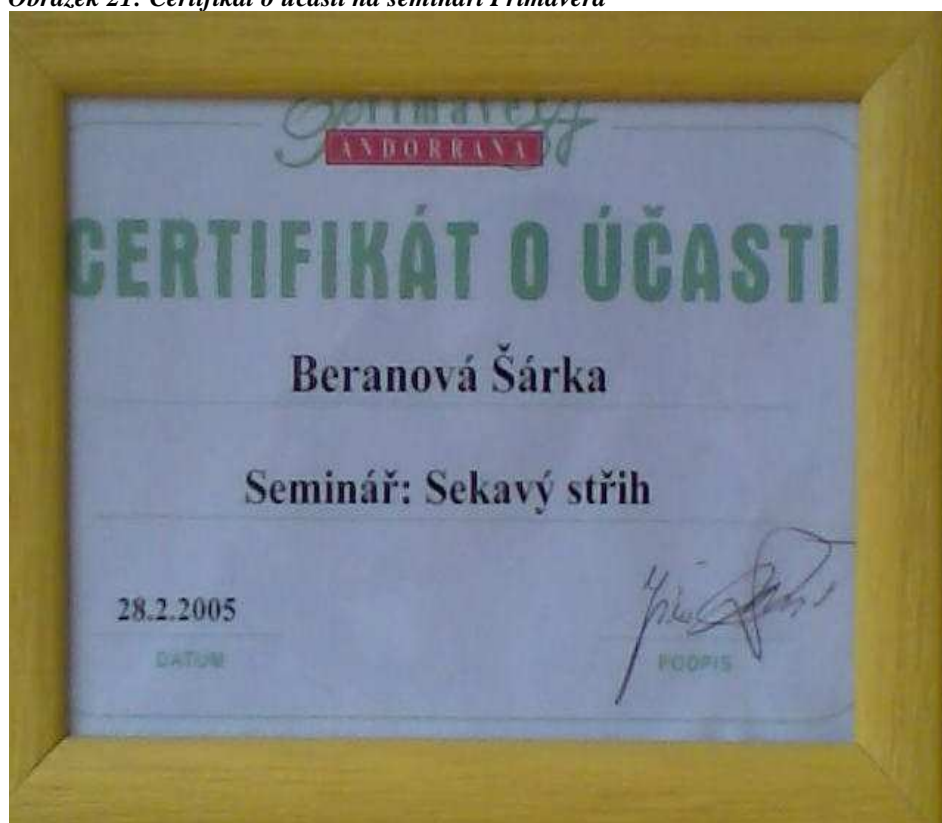 Obrázek 21: Certifikát o účasti na semináři Primavera
Primavera
ANDORRANA
CERTIFIKÁT O ÚČASTI
Beranová Šárka
Seminář: Sekavý střih
28.2.2005
DATUM
PODPIS